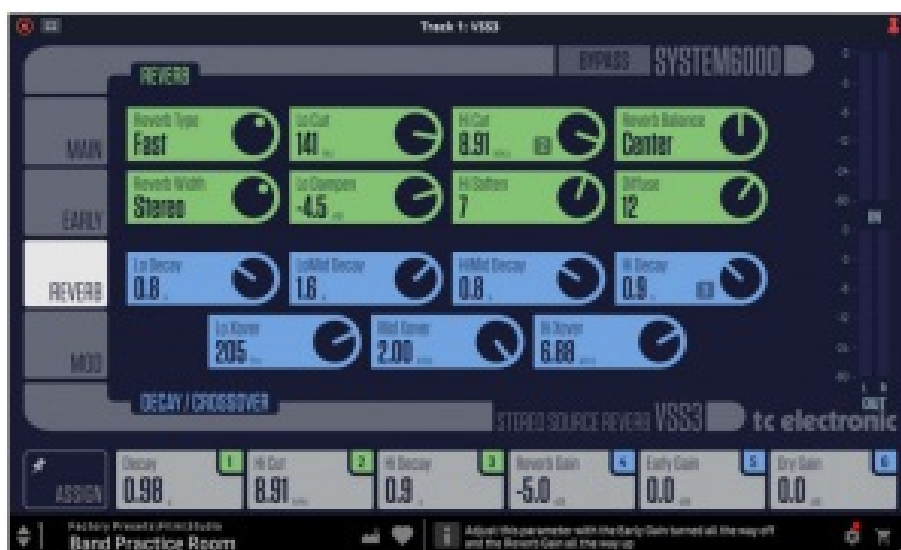 Track 1: VSS3
BYPASS SYSTEM6000
REVERB
MAIN
EARLY
REVERB
MOD
Reverb Type
Fast
Lo Cut
141
Hi Cut
8.91
Reverb Balance
Center
Reverb Width
Stereo
Lo Dampen
-4.5
Hi Soften
7
Diffuse
12
Lo Decay
0.8
LoMid Decay
1.6
HiMid Decay
0.8
Hi Decay
0.9
Lo Xover
205
Mid Xover
2.00
Hi Xover
6.88
DECAY / CROSSOVER
STEREO SOURCE REVERB VSS3
tc electronic
L R
OUT
ASSIGN
Decay 1
0.98
Hi Cut 2
8.91
Hi Decay 3
0.9
Reverb Gain 4
-5.0 dB
Early Gain 5
0.0 dB
Dry Gain 6
0.0 dB
Band Practice Room
Adjust this parameter with the Early Gain turned all the way off
and the Reverb Gain all the way up